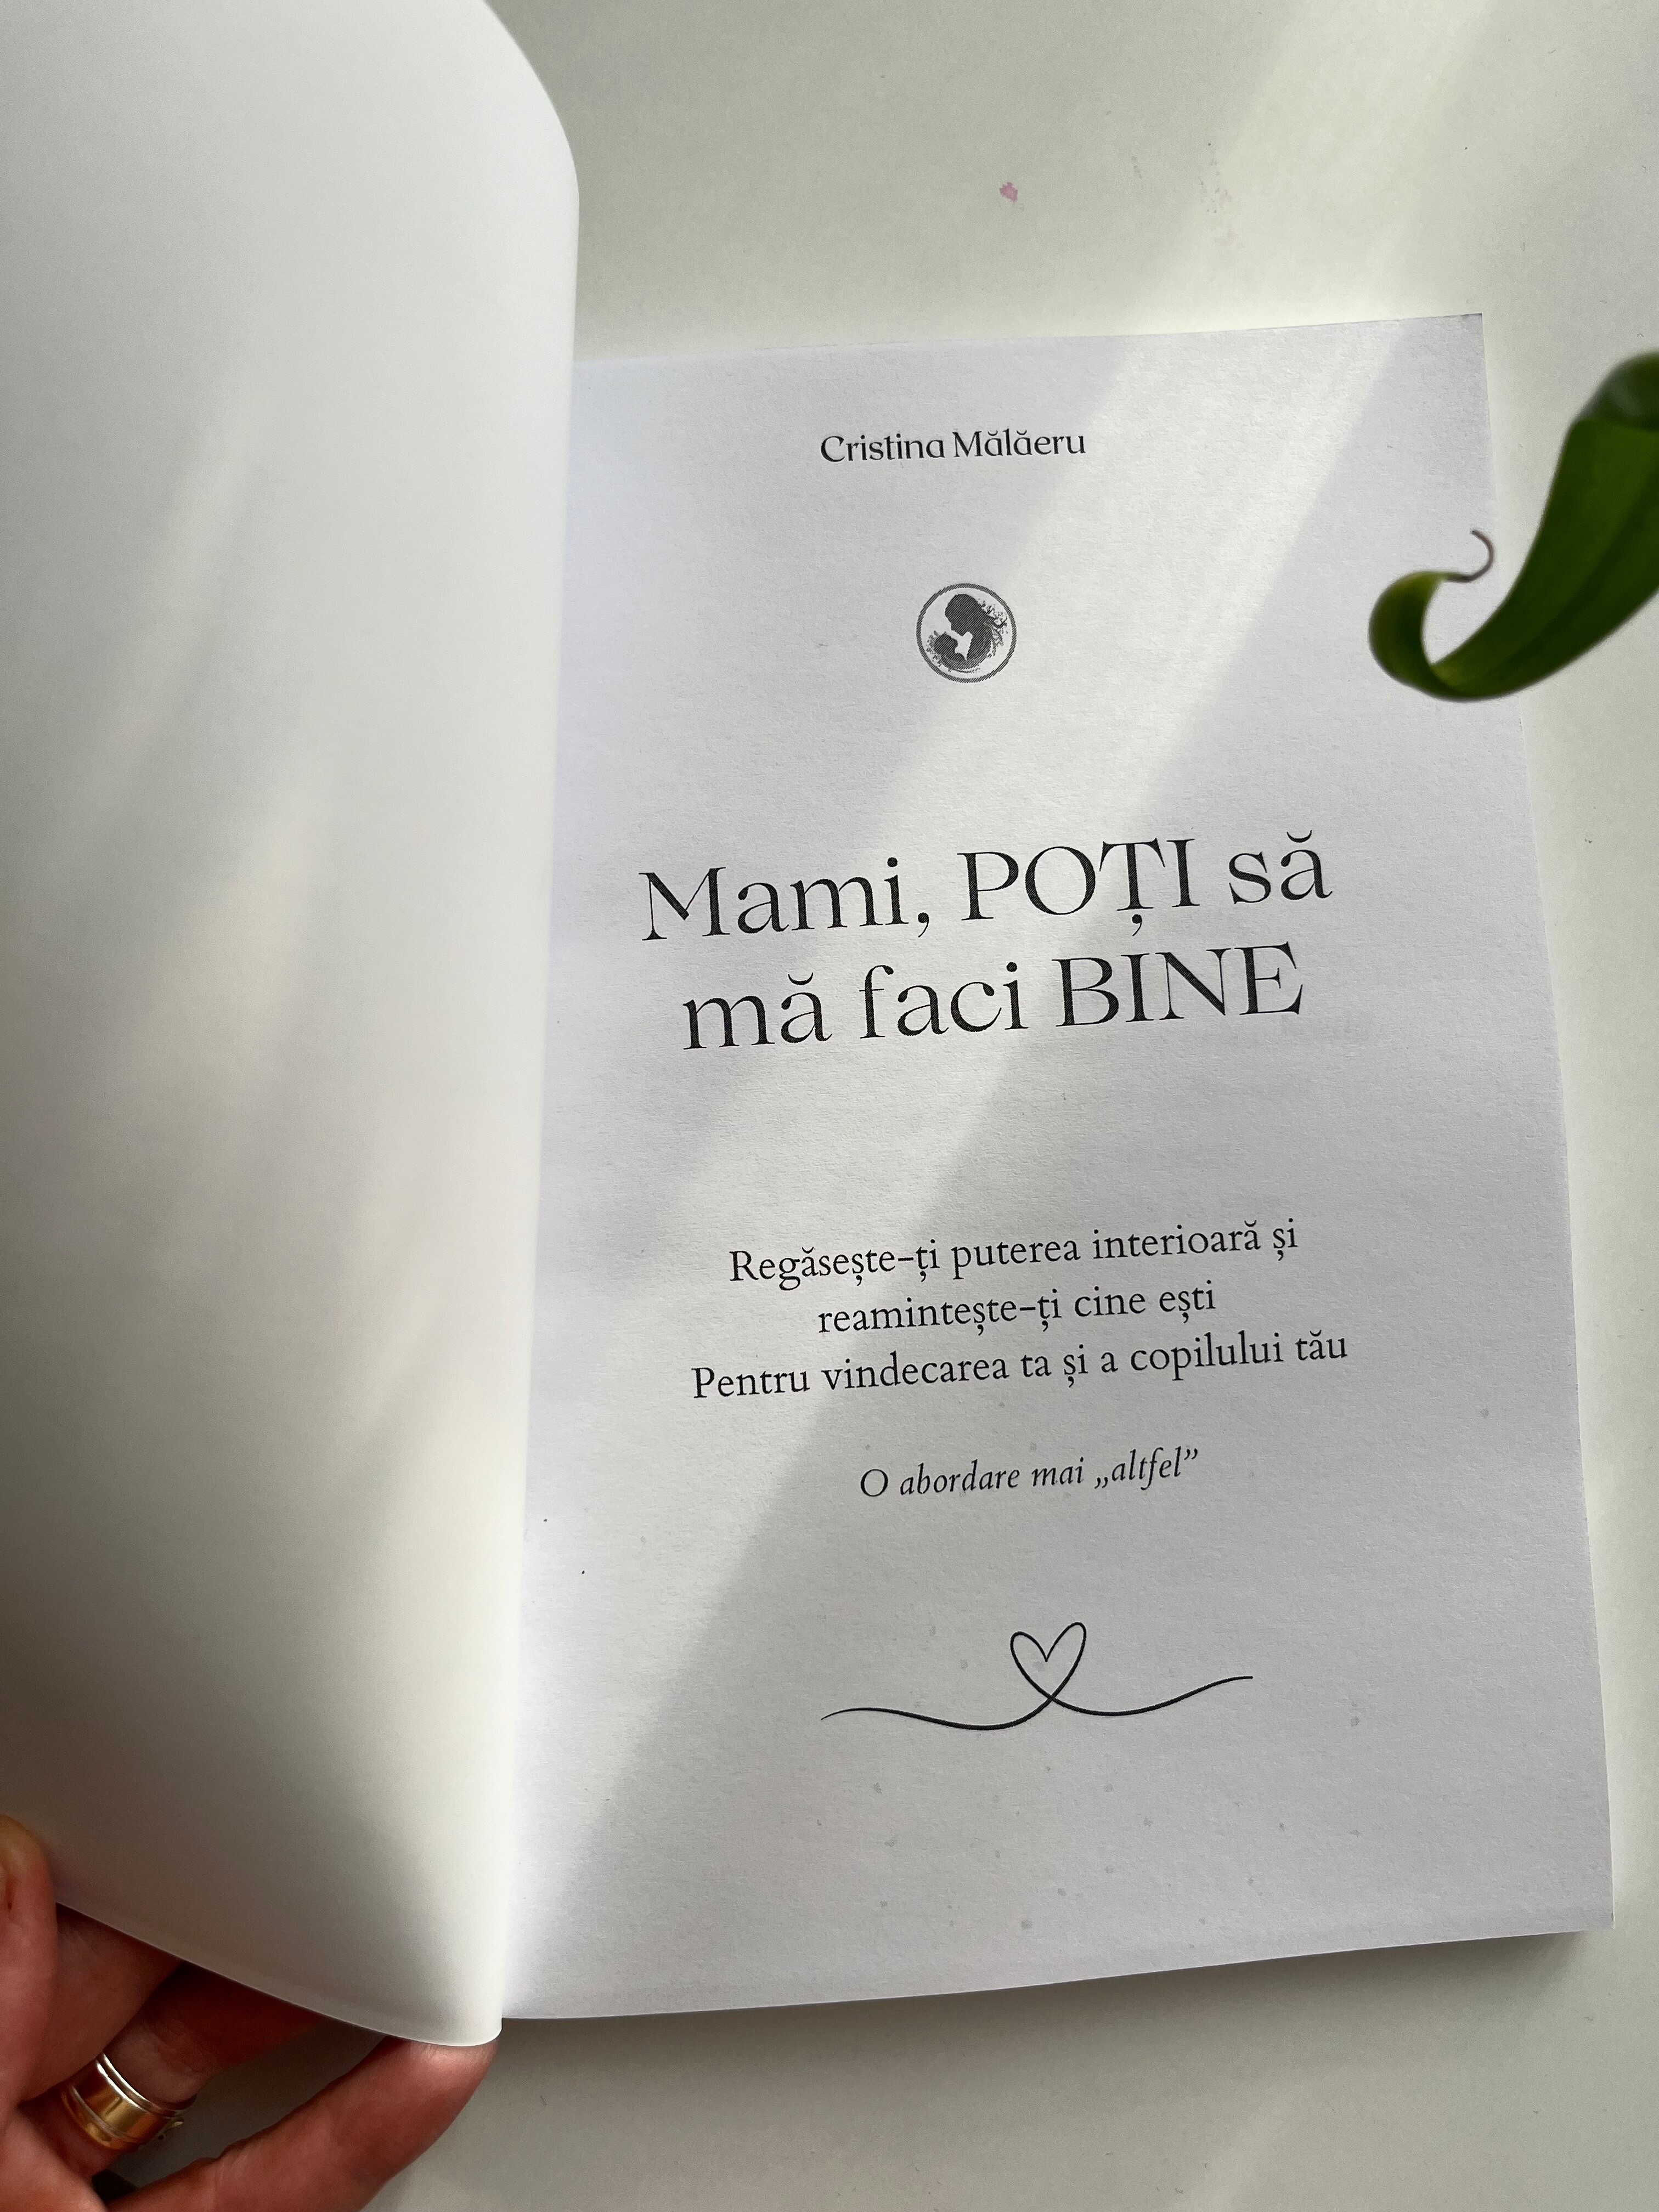 Cristina Mălăeru
Mami, POȚI să
mă faci BINE
Regăsește-ți puterea interioară și
reamintește-ți cine ești
Pentru vindecarea ta și a copilului tău
O abordare mai „altfel”